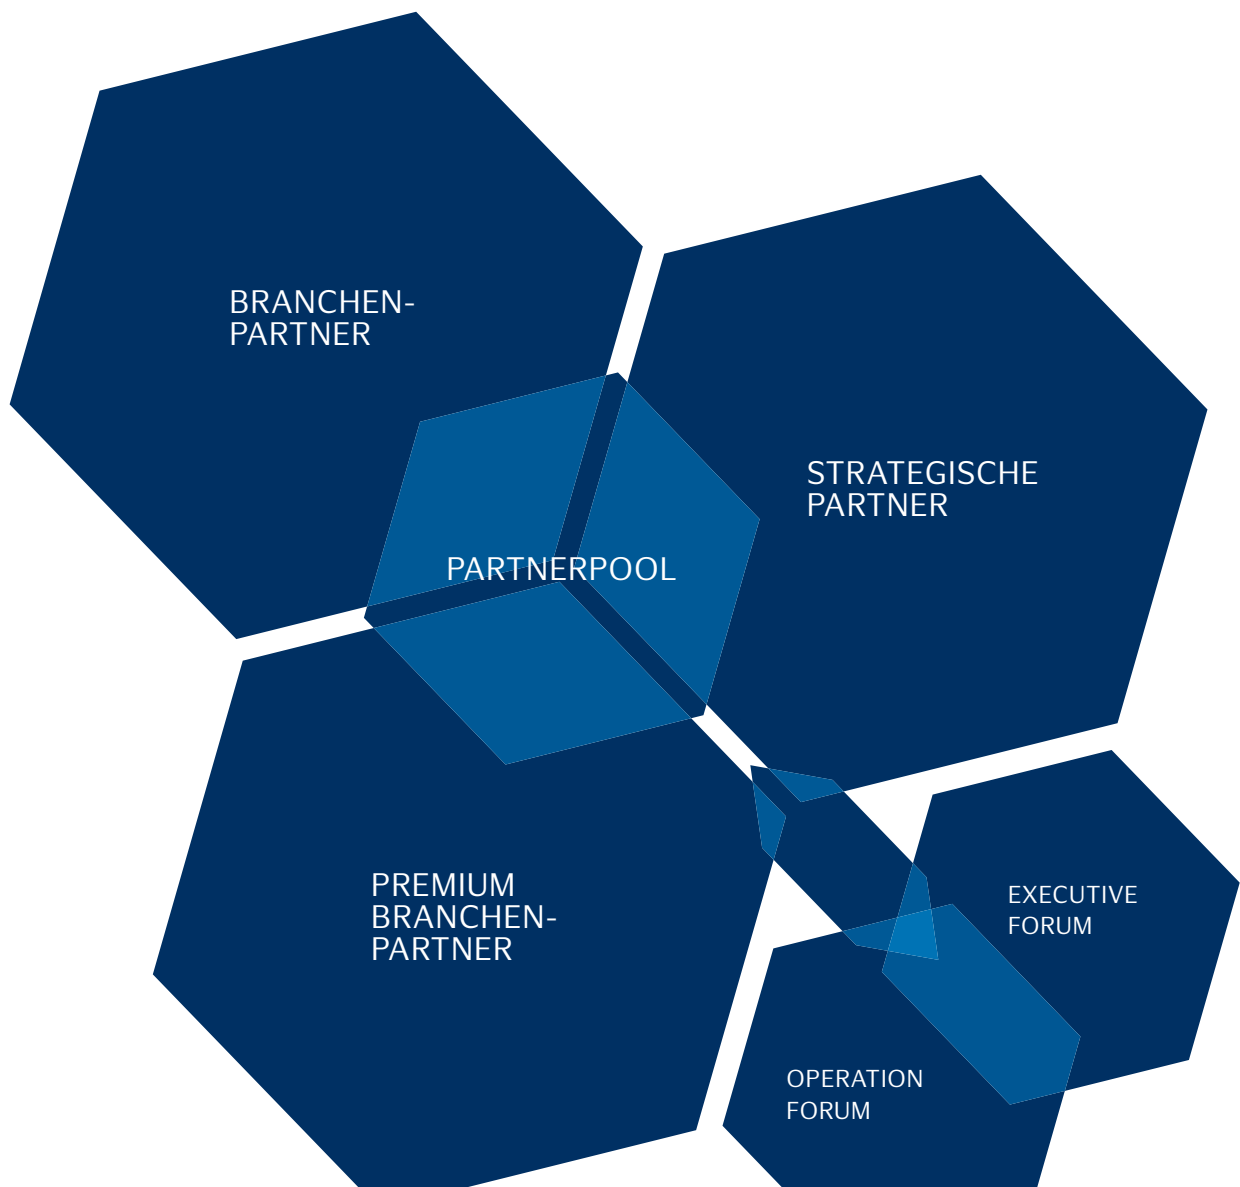 BRANCHEN-
PARTNER
STRATEGISCHE
PARTNER
PARTNERPOOL
PREMIUM
BRANCHEN-
PARTNER
EXECUTIVE
FORUM
OPERATION
FORUM